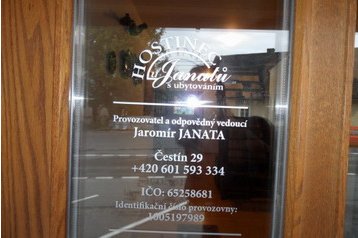 HOSTINEC
U Janatů
s ubytováním
Provozovatel a odpovědný vedoucí
Jaromír JANATA
Čestín 29
+420 601 593 334
IČO: 65258681
Identifikační číslo provozovny:
1005197989